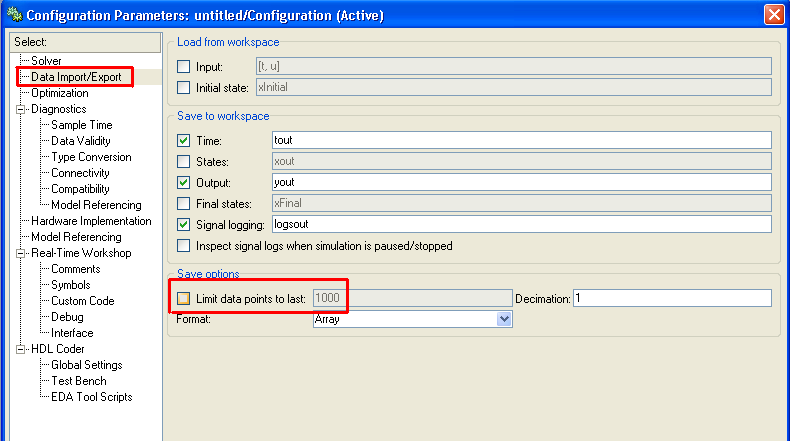 Configuration Parameters: untitled/Configuration (Active)
Select:
Solver
Data Import/Export
Optimization
Diagnostics
Sample Time
Data Validity
Type Conversion
Connectivity
Compatibility
Model Referencing
Hardware Implementation
Model Referencing
Real-Time Workshop
Comments
Symbols
Custom Code
Debug
Interface
HDL Coder
Global Settings
Test Bench
EDA Tool Scripts
Load from workspace
Input: [t, u]
Initial state: xInitial
Save to workspace
Time: tout
States: xout
Output: yout
Final states: xFinal
Signal logging: logsout
Inspect signal logs when simulation is paused/stopped
Save options
Limit data points to last: 1000 Decimation: 1
Format: Array